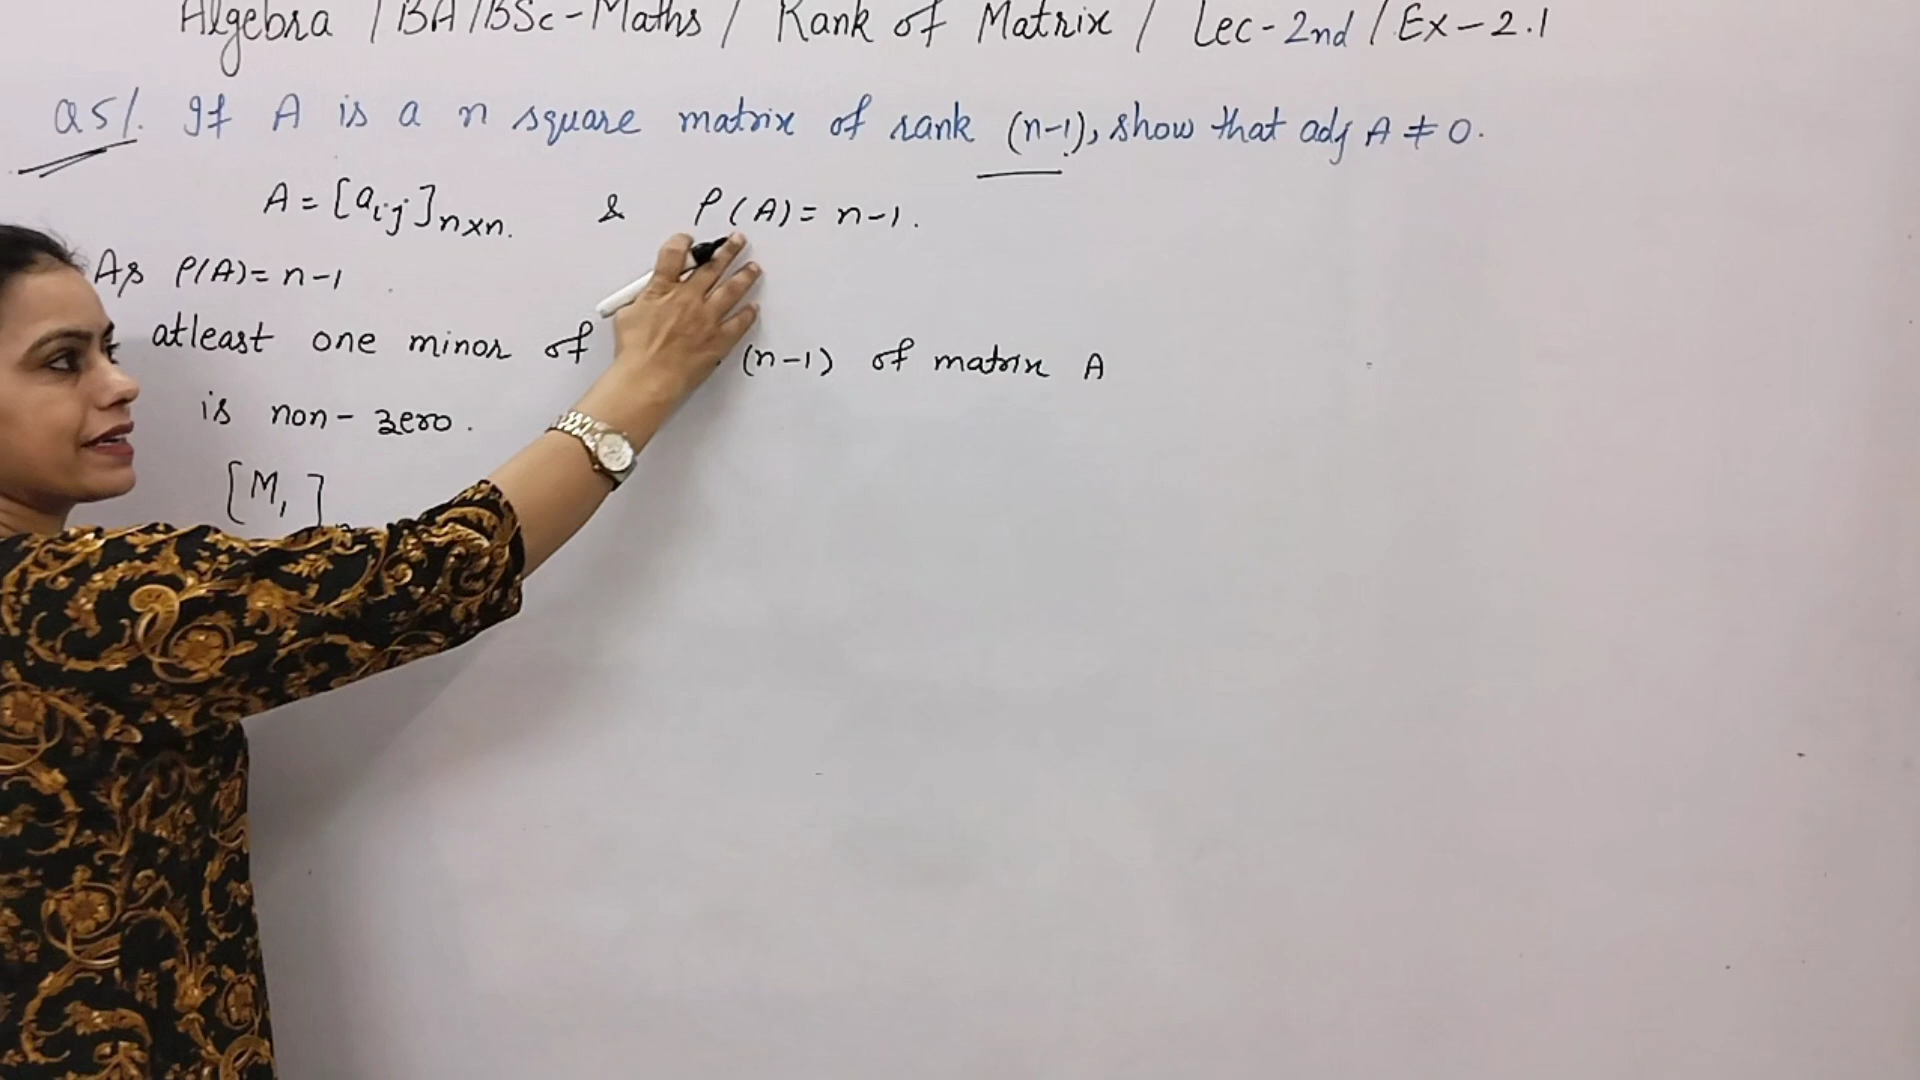 Algebra / BA/BSc-Maths / Rank of Matrix / Lec-2nd / Ex-2.1
Q5/. If A is a n square matrix of rank (n-1), show that adj A ≠ 0.
A = [aij]n×n. & ρ(A) = n-1.
As ρ(A) = n-1
atleast one minor of (n-1) of matrix A
is non-zero.
[M1]